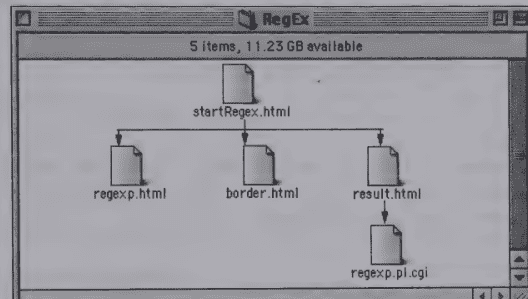 RegEx
5 items, 11.23 GB available
startRegex.html
regexp.html border.html result.html
regexp.pl.cgi